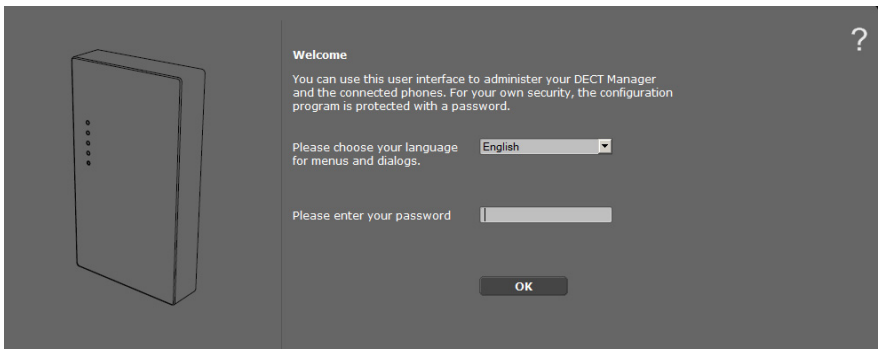 ?
Welcome
You can use this user interface to administer your DECT Manager
and the connected phones. For your own security, the configuration
program is protected with a password.
Please choose your language
for menus and dialogs.
English
Please enter your password
OK